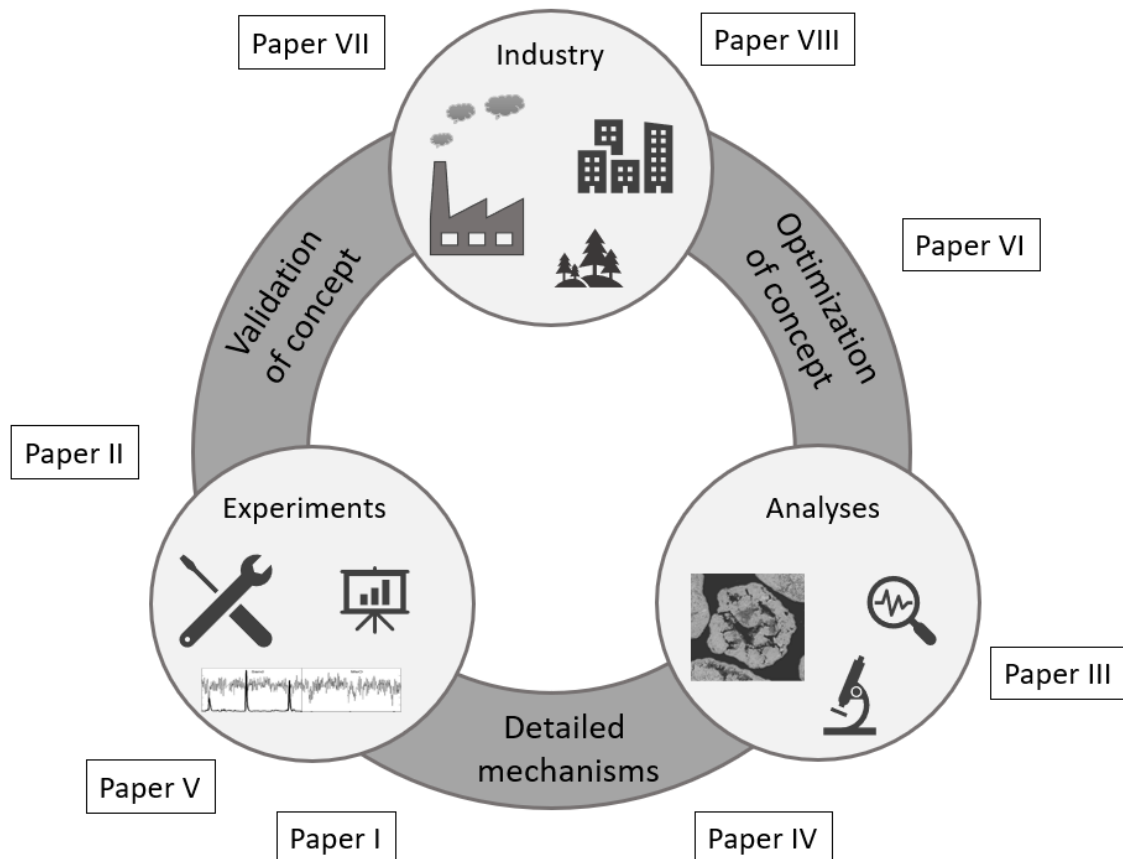 Paper VII
Industry
Paper VIII
Validation
of concept
Optimization
of concept
Paper VI
Paper II
Experiments
Analyses
Paper III
Detailed
mechanisms
Paper V
Paper I
Paper IV